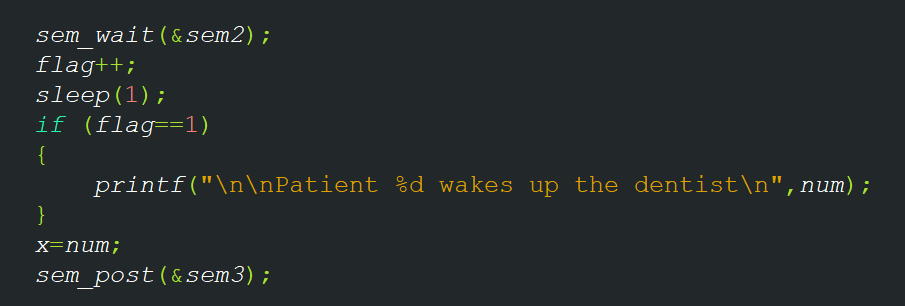 sem_wait(&sem2);
flag++;
sleep(1);
if (flag==1)
{
printf("\n\nPatient %d wakes up the dentist\n",num);
}
x=num;
sem_post(&sem3);